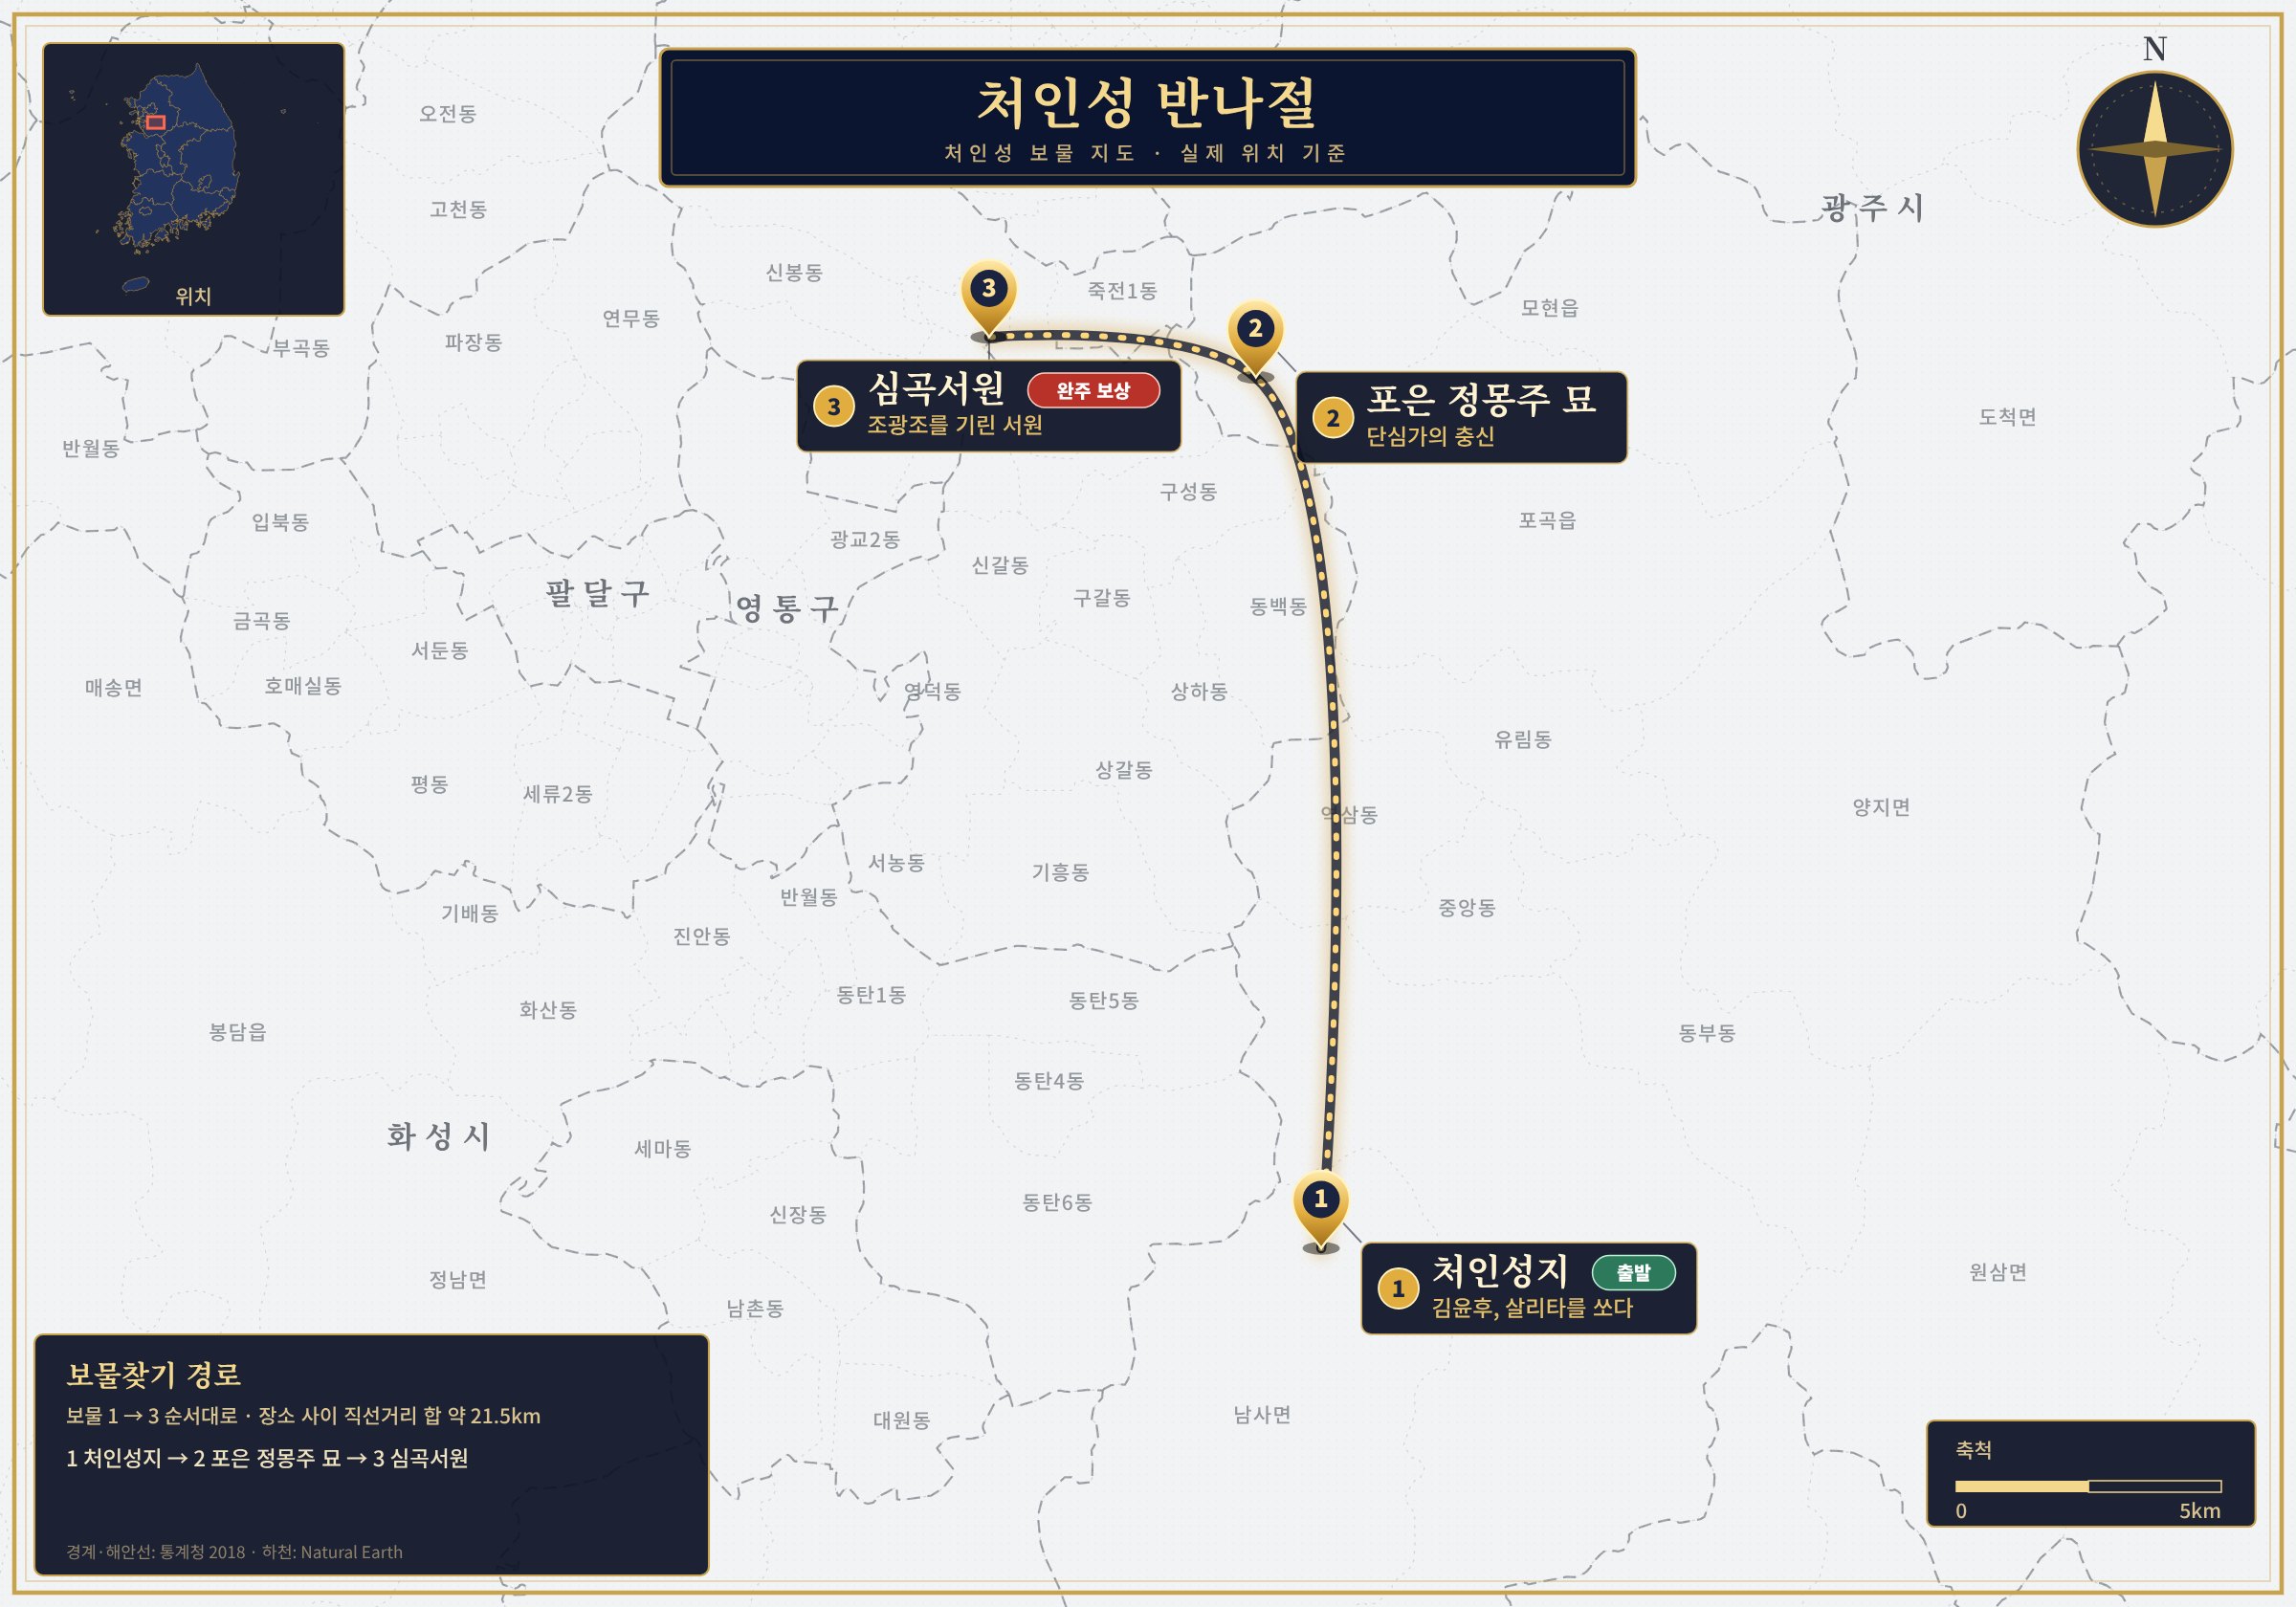 처인성 반나절
처인성 보물 지도 · 실제 위치 기준
N
위치
광주시
오전동
고천동
신봉동
죽전1동
모현읍
연무동
파장동
부곡동
3
2
3
심곡서원
완주 보상
조광조를 기린 서원
2
포은 정몽주 묘
단심가의 충신
도척면
반월동
구성동
포곡읍
입북동
광교2동
신갈동
구갈동
동백동
팔달구
영통구
금곡동
서둔동
매송면
호매실동
영덕동
상하동
유림동
상갈동
평동
세류2동
역삼동
양지면
서농동
기흥동
반월동
중앙동
기배동
진안동
동탄1동
동탄5동
화산동
봉담읍
동부동
동탄4동
화성시
세마동
동탄6동
신장동
1
1
처인성지
출발
김윤후, 살리타를 쏘다
정남면
원삼면
남촌동
대원동
남사면
보물찾기 경로
보물 1 → 3 순서대로 · 장소 사이 직선거리 합 약 21.5km
1 처인성지 → 2 포은 정몽주 묘 → 3 심곡서원
경계·해안선: 통계청 2018 · 하천: Natural Earth
축척
0 5km